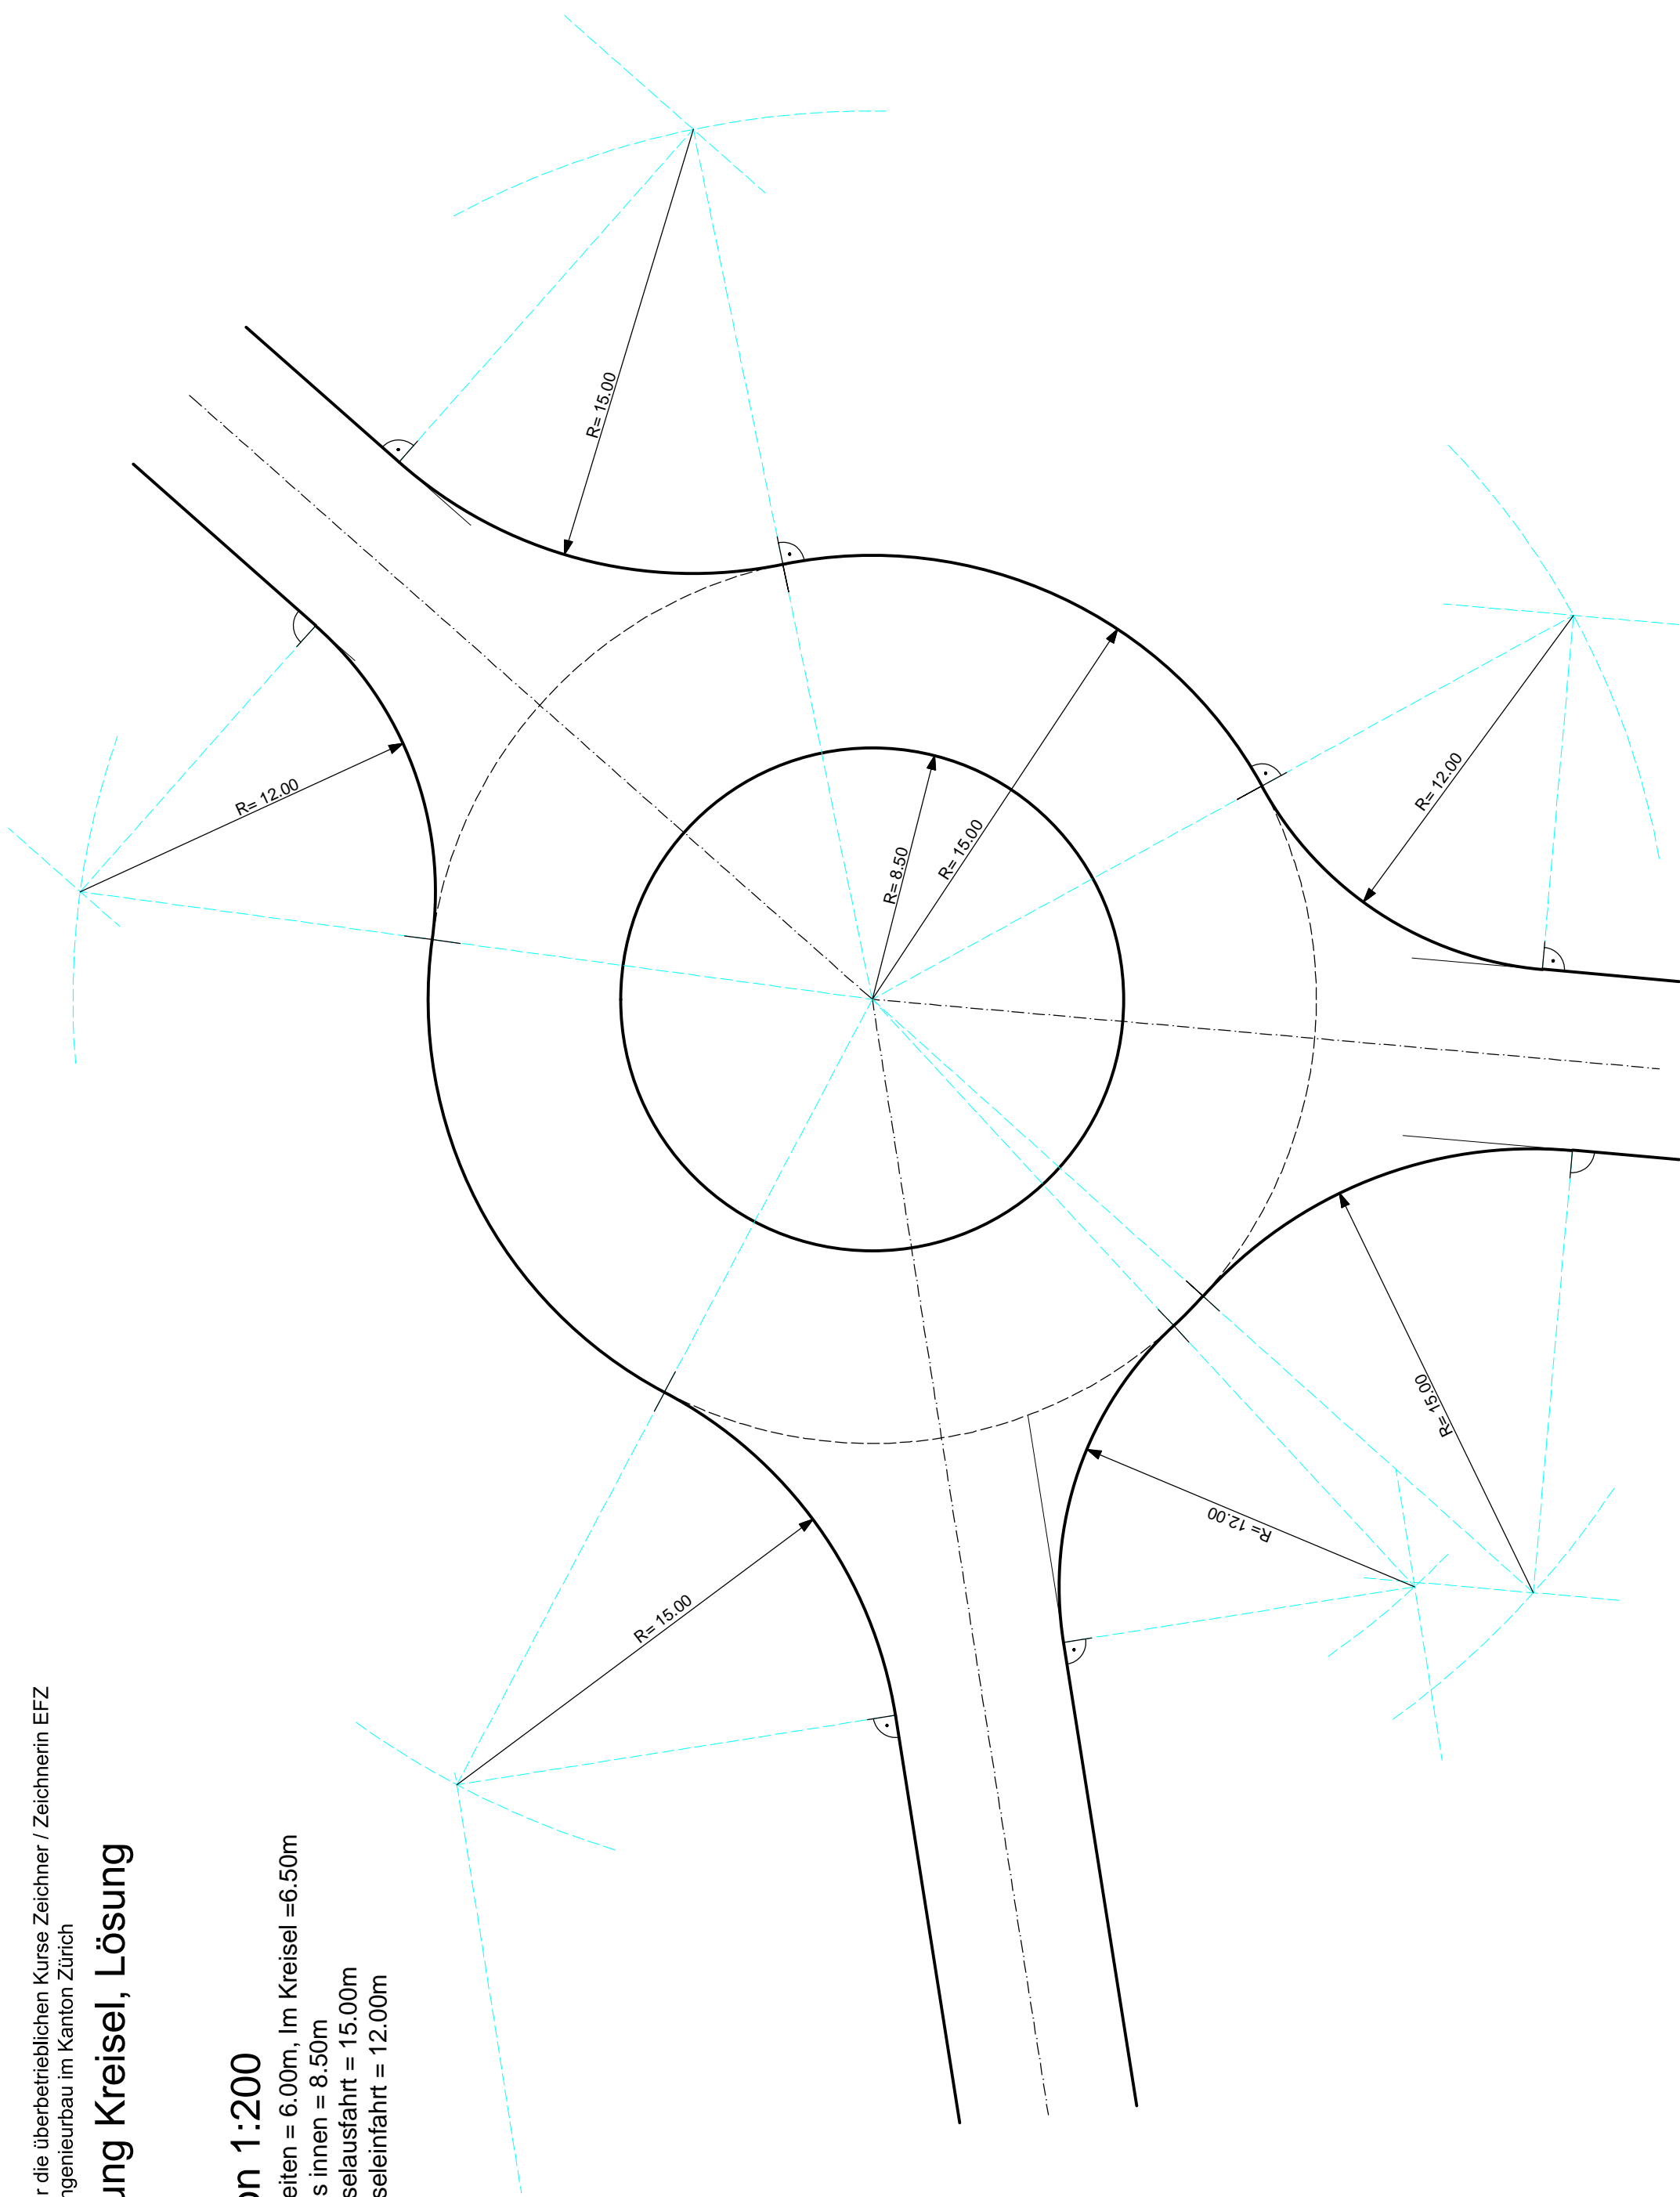 r die überbetrieblichen Kurse Zeichner / Zeichnerin EFZ
ngenieurbau im Kanton Zürich
ung Kreisel, Lösung
on 1:200
eiten = 6.00m, Im Kreisel =6.50m
s innen = 8.50m
selausfahrt = 15.00m
seleinfahrt = 12.00m
R= 15.00
R= 12.00
R= 8.50
R= 15.00
R= 12.00
R= 15.00
R= 12.00
R= 15.00